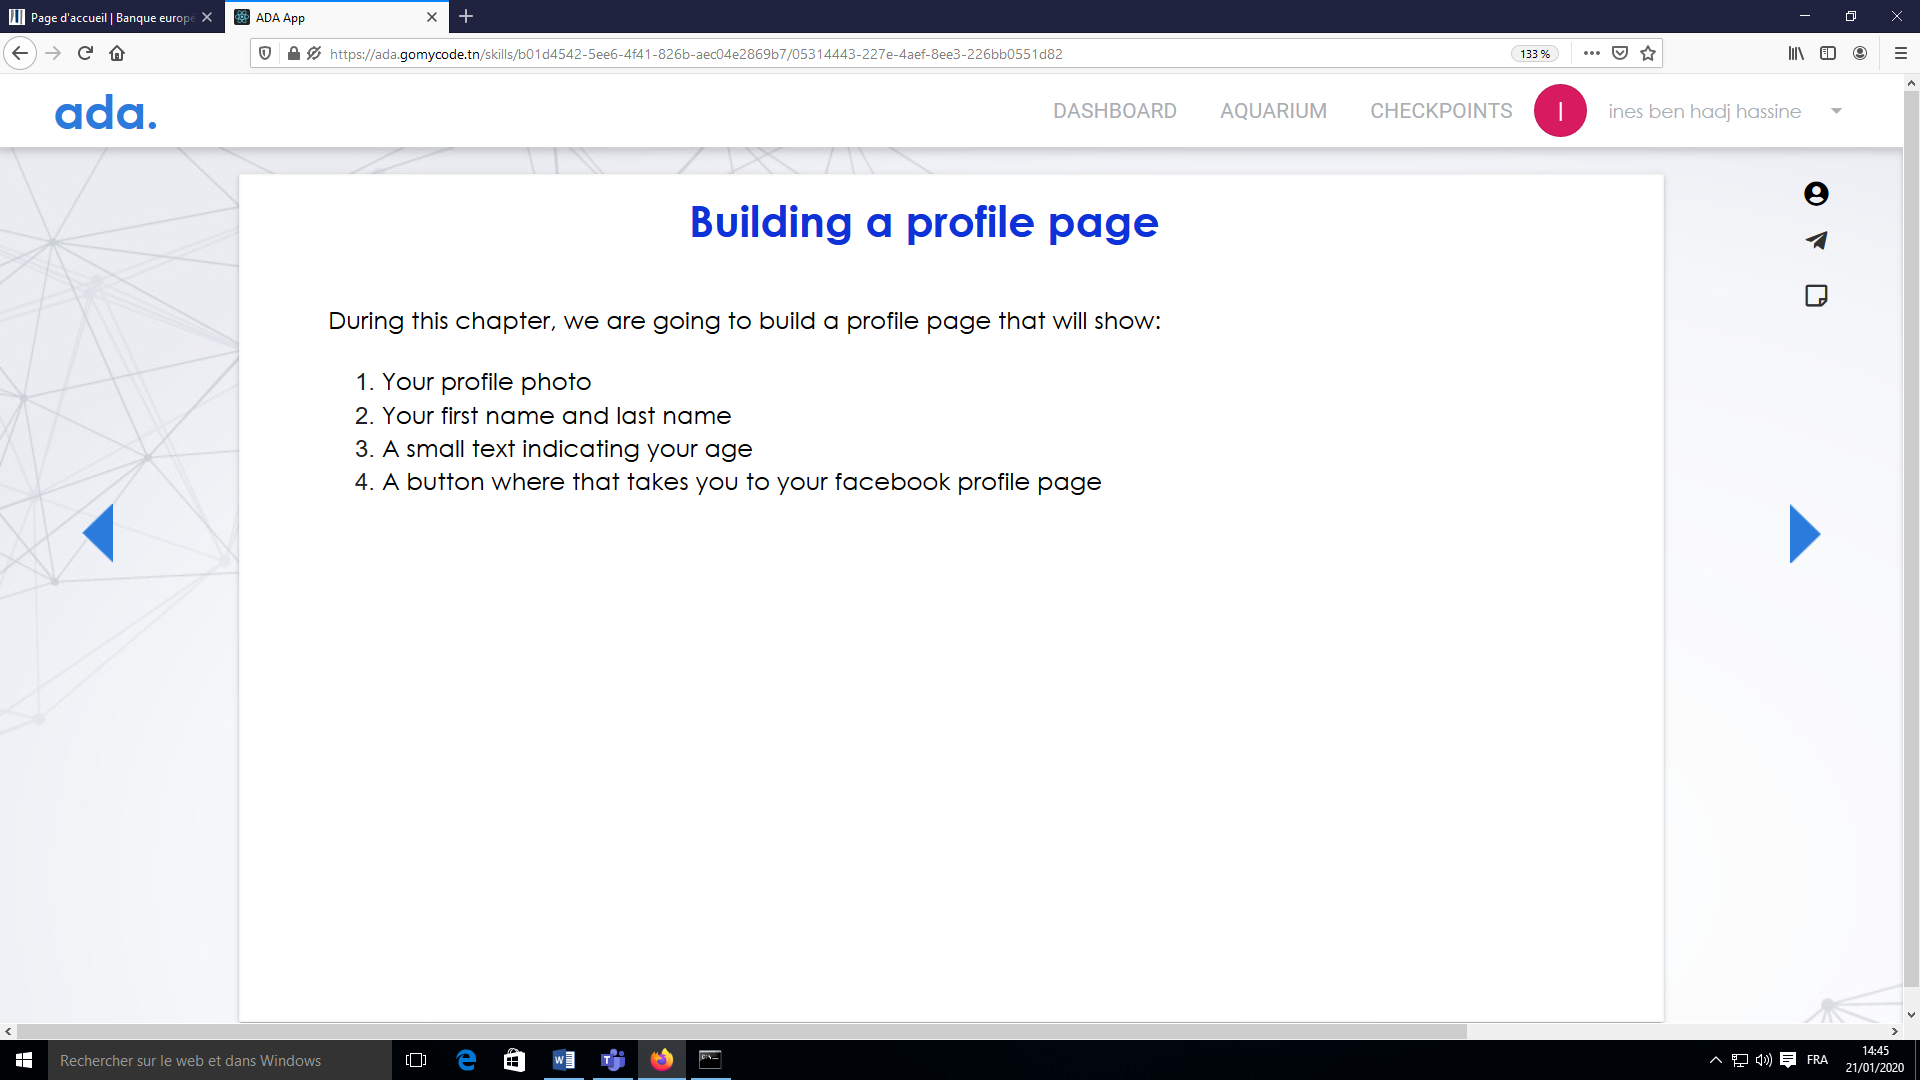 Page d'accueil | Banque europé
ADA App
https://ada.gomycode.tn/skills/b01d4542-5ee6-4f41-826b-aec04e2869b7/05314443-227e-4aef-8ee3-226bb0551d82
133 %
ada.
DASHBOARD
AQUARIUM
CHECKPOINTS
I
ines ben hadj hassine
Building a profile page
During this chapter, we are going to build a profile page that will show:
1. Your profile photo
2. Your first name and last name
3. A small text indicating your age
4. A button where that takes you to your facebook profile page
Rechercher sur le web et dans Windows
FRA
14:45
21/01/2020